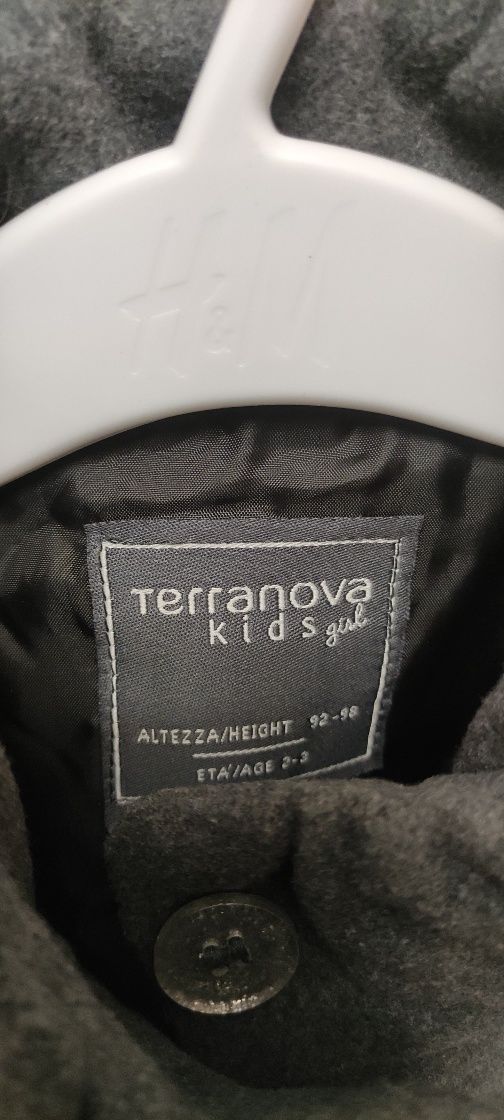 H&M
Terranova
kids girl
ALTEZZA/HEIGHT 92-98
ETA'/AGE 2-3